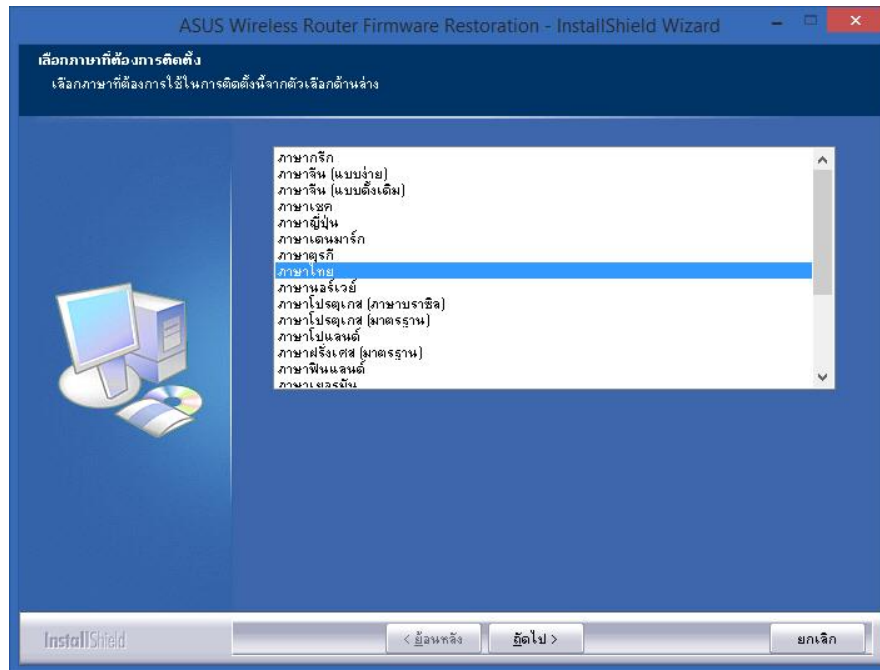 ASUS Wireless Router Firmware Restoration - InstallShield Wizard
เลือกภาษาที่ต้องการติดตั้ง
เลือกภาษาที่ต้องการใช้ในการติดตั้งนี้จากตัวเลือกด้านล่าง
ภาษากรีก
ภาษาจีน (แบบง่าย)
ภาษาจีน (แบบดั้งเดิม)
ภาษาเชค
ภาษาญี่ปุ่น
ภาษาเดนมาร์ก
ภาษาตุรกี
ภาษาไทย
ภาษานอร์เวย์
ภาษาโปรตุเกส (ภาษาบราซิล)
ภาษาโปรตุเกส (มาตรฐาน)
ภาษาโปแลนด์
ภาษาฝรั่งเศส (มาตรฐาน)
ภาษาฟินแลนด์
ภาษาเยอรมัน
InstallShield
< ย้อนหลัง
ถัดไป >
ยกเลิก